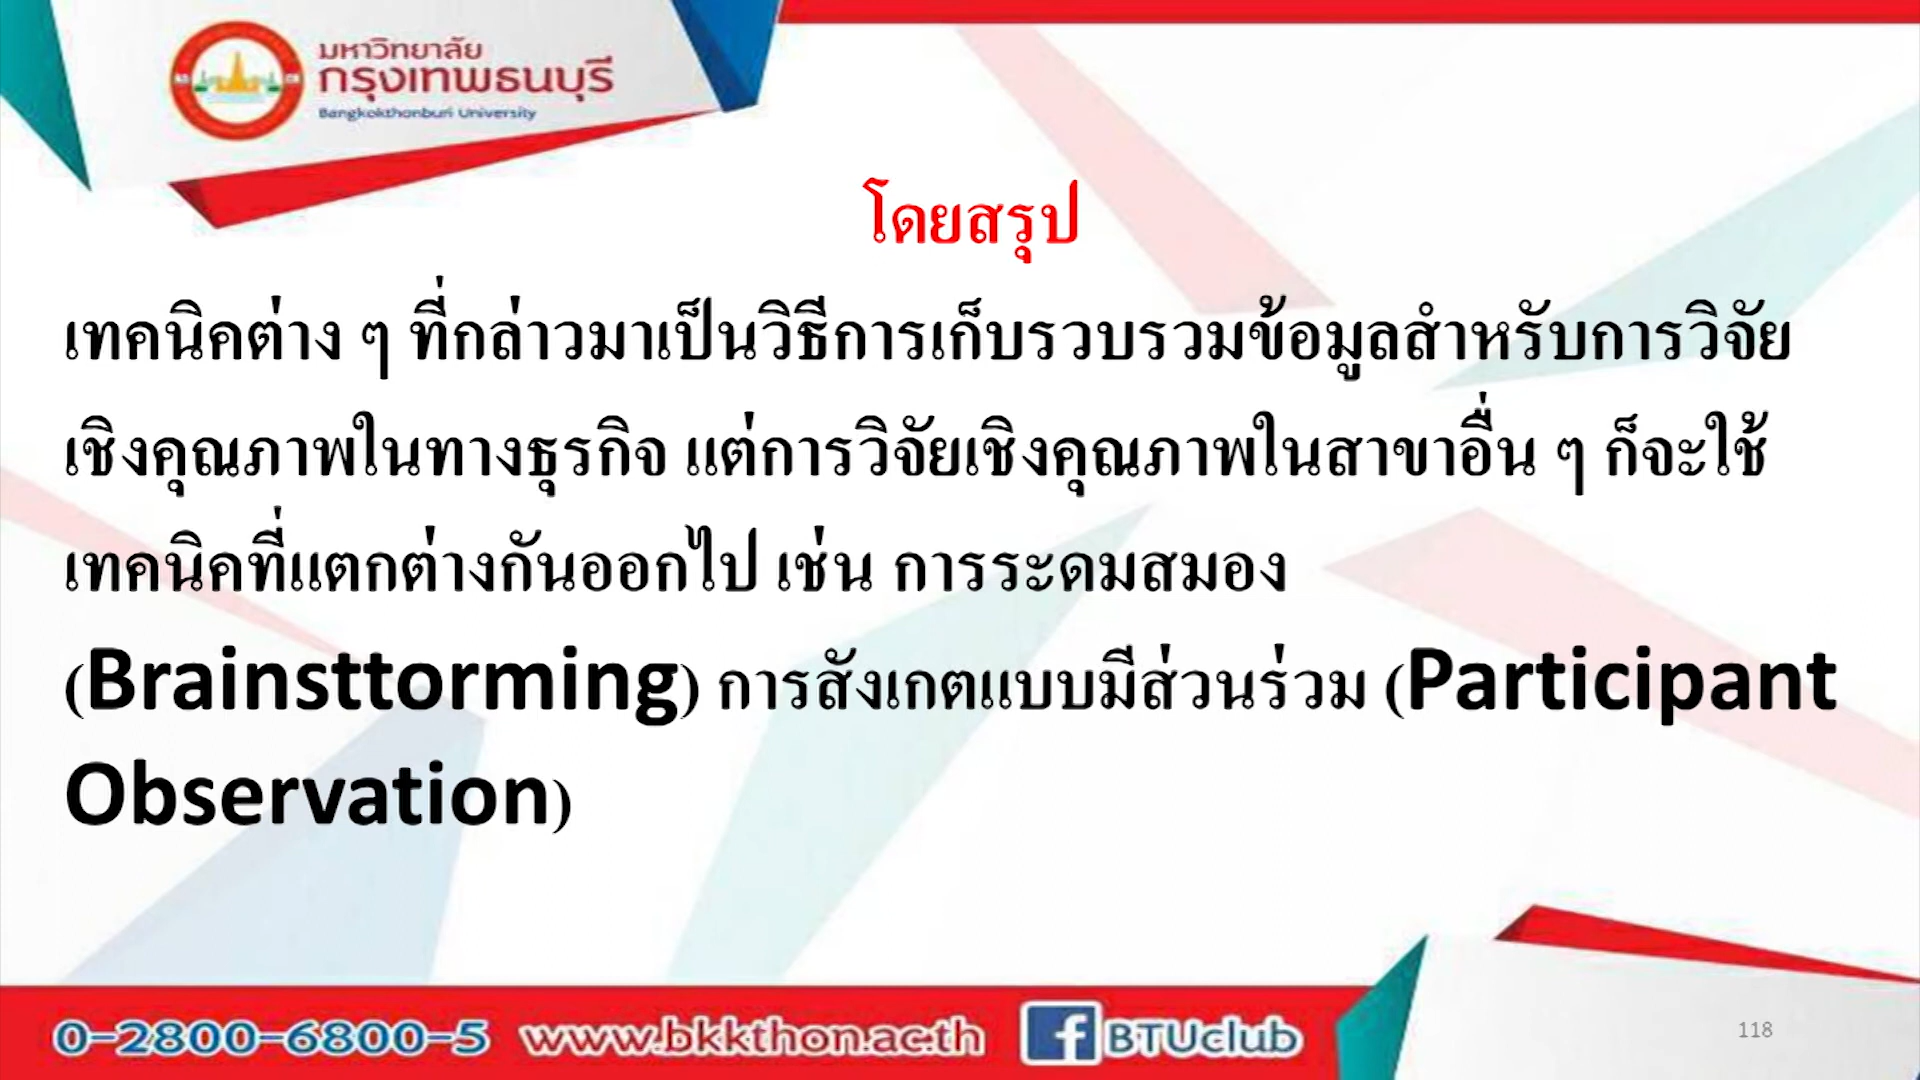 มหาวิทยาลัย
กรุงเทพธนบุรี
Bangkokthonburi University
โดยสรุป
เทคนิคต่าง ๆ ที่กล่าวมาเป็นวิธีการเก็บรวบรวมข้อมูลสำหรับการวิจัย
เชิงคุณภาพในทางธุรกิจ แต่การวิจัยเชิงคุณภาพในสาขาอื่น ๆ ก็จะใช้
เทคนิคที่แตกต่างกันออกไป เช่น การระดมสมอง
(Brainsttorming) การสังเกตแบบมีส่วนร่วม (Participant
Observation)
0-2800-6800-5 www.bkkthon.ac.th f BTUclub
118